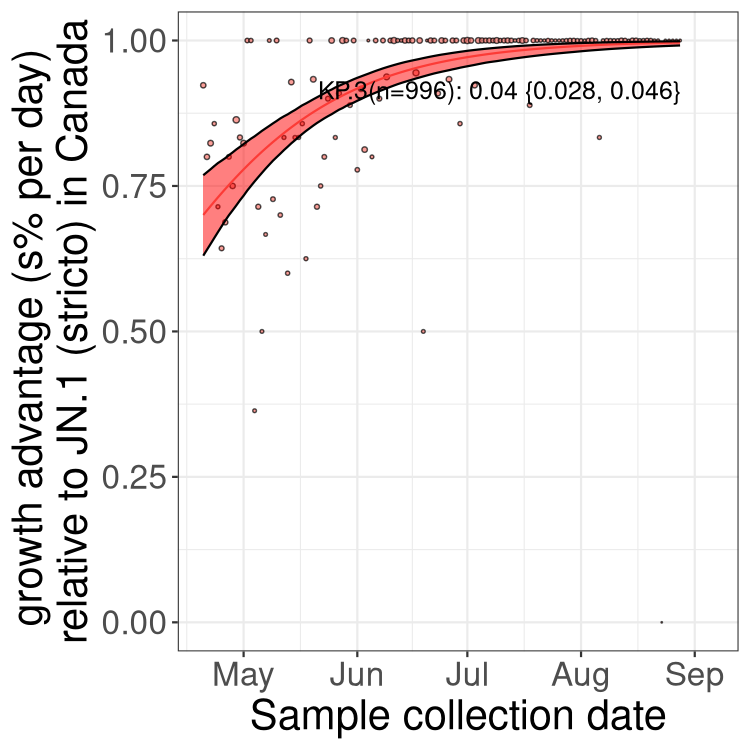 growth advantage (s% per day)
relative to JN.1 (stricto) in Canada
1.00
0.75
0.50
0.25
0.00
KP.3(n=996): 0.04 {0.028, 0.046}
May Jun Jul Aug Sep
Sample collection date